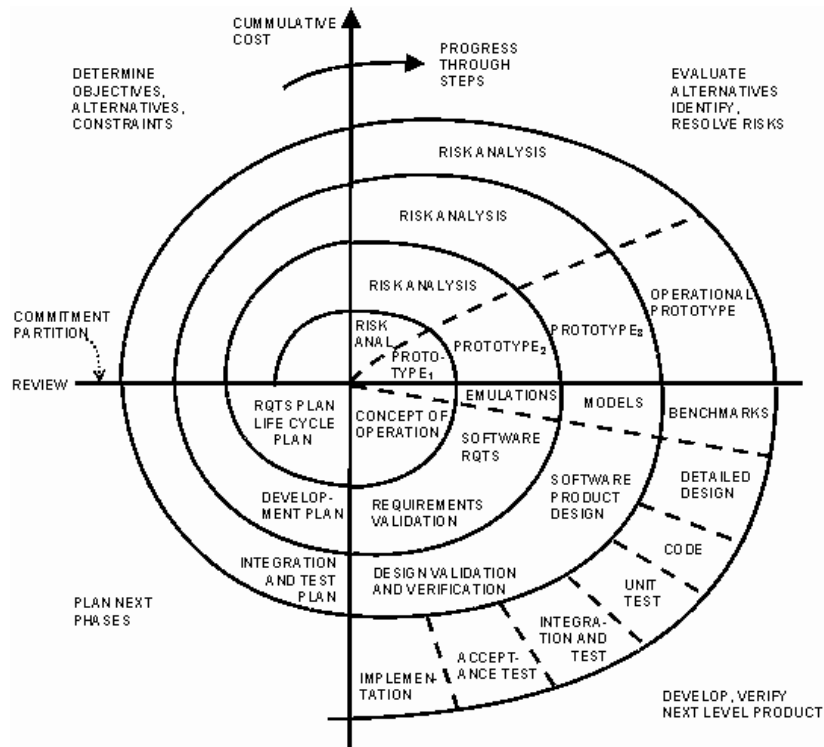 CUMMULATIVE
COST
PROGRESS
THROUGH
STEPS
DETERMINE
OBJECTIVES,
ALTERNATIVES,
CONSTRAINTS
EVALUATE
ALTERNATIVES
IDENTIFY,
RESOLVE RISKS
RISK ANALYSIS
RISK ANALYSIS
RISK ANALYSIS
RISK
ANAL.
OPERATIONAL
PROTOTYPE
COMMITMENT
PARTITION
PROTO-
TYPE1
PROTOTYPE2
PROTOTYPE3
REVIEW
EMULATIONS
MODELS
BENCHMARKS
RQTS PLAN
LIFE CYCLE
PLAN
CONCEPT OF
OPERATION
SOFTWARE
RQTS
SOFTWARE
PRODUCT
DESIGN
DETAILED
DESIGN
DEVELOP-
MENT PLAN
REQUIREMENTS
VALIDATION
CODE
INTEGRATION
AND TEST
PLAN
DESIGN VALIDATION
AND VERIFICATION
UNIT
TEST
PLAN NEXT
PHASES
INTEGRA-
TION AND
TEST
ACCEPT-
ANCE TEST
IMPLEMEN-
TATION
DEVELOP, VERIFY
NEXT LEVEL PRODUCT